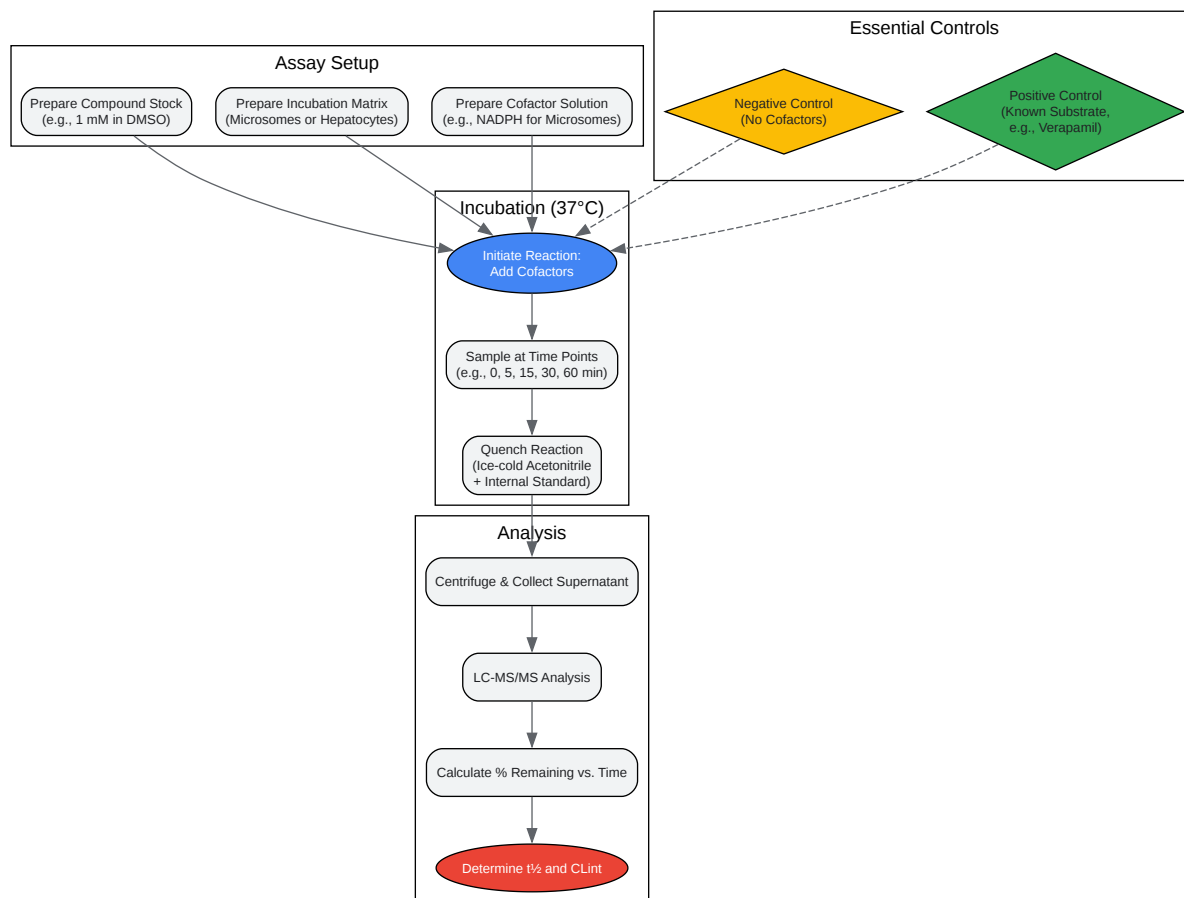 Essential Controls
Assay Setup
Prepare Compound Stock
(e.g., 1 mM in DMSO)
Prepare Incubation Matrix
(Microsomes or Hepatocytes)
Prepare Cofactor Solution
(e.g., NADPH for Microsomes)
Negative Control
(No Cofactors)
Positive Control
(Known Substrate,
e.g., Verapamil)
Incubation (37°C)
Initiate Reaction:
Add Cofactors
Sample at Time Points
(e.g., 0, 5, 15, 30, 60 min)
Quench Reaction
(Ice-cold Acetonitrile
+ Internal Standard)
Analysis
Centrifuge & Collect Supernatant
LC-MS/MS Analysis
Calculate % Remaining vs. Time
Determine t½ and CLint